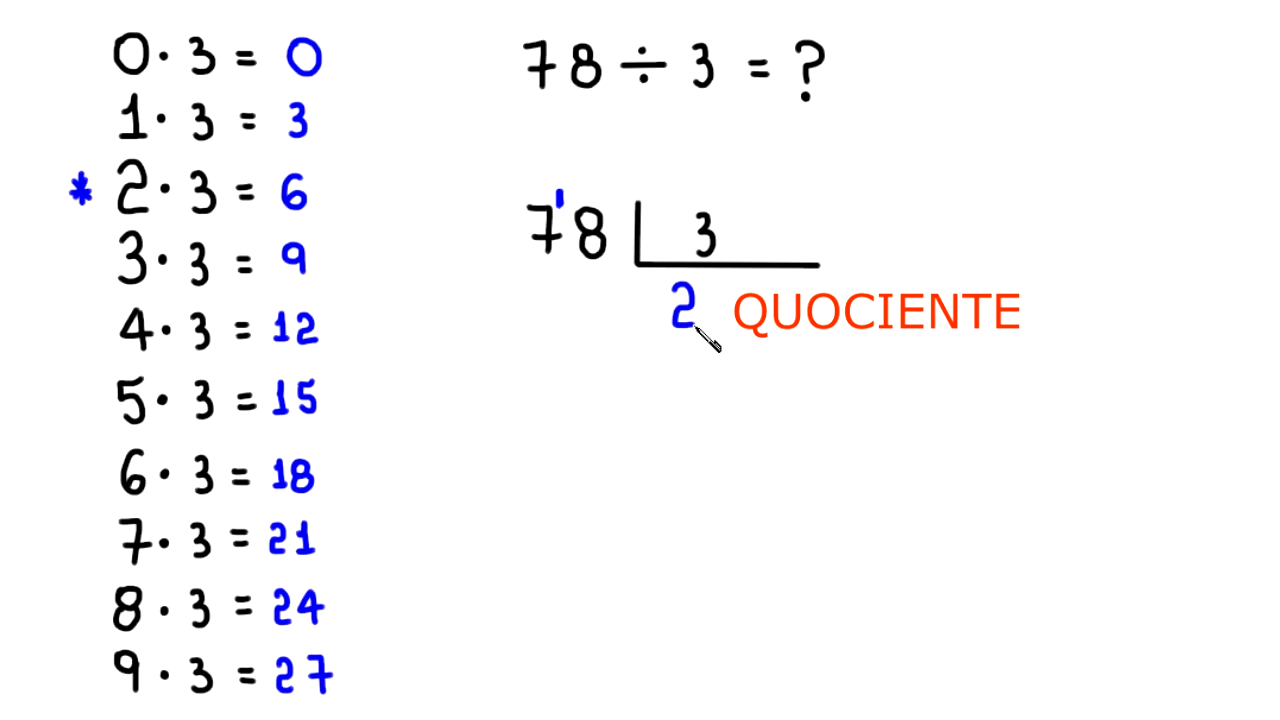 0 · 3 = 0
1 · 3 = 3
* 2 · 3 = 6
3 · 3 = 9
4 · 3 = 12
5 · 3 = 15
6 · 3 = 18
7 · 3 = 21
8 · 3 = 24
9 · 3 = 27
78 ÷ 3 = ?
7'8 3
2 QUOCIENTE